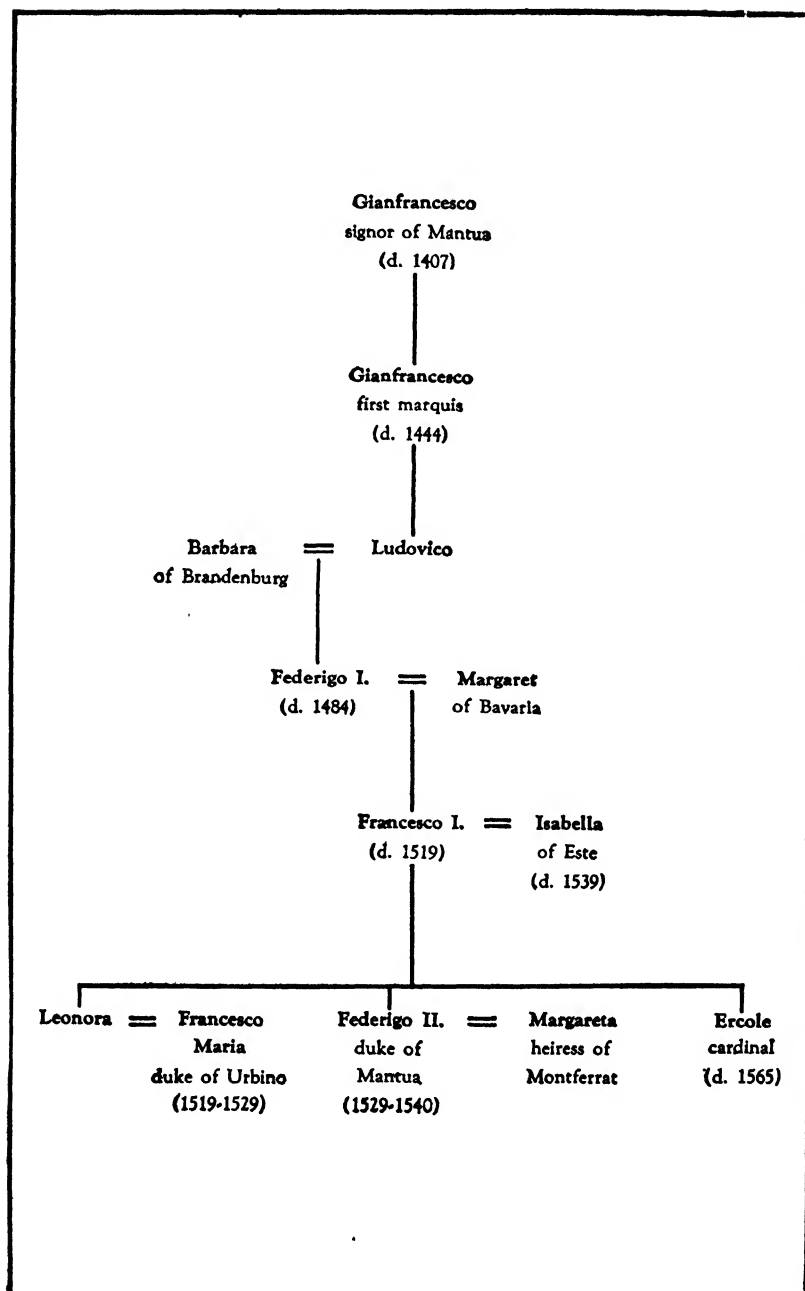 Gianfrancesco
signor of Mantua
(d. 1407)
Gianfrancesco
first marquis
(d. 1444)
Barbara = Ludovico
of Brandenburg
Federigo I. = Margaret
(d. 1484) of Bavaria
Francesco I. = Isabella
(d. 1519) of Este
(d. 1539)
Leonora = Francesco Federigo II. = Margareta Ercole
Maria duke of heiress of cardinal
duke of Urbino Mantua Montferrat (d. 1565)
(1519-1529) (1529-1540)